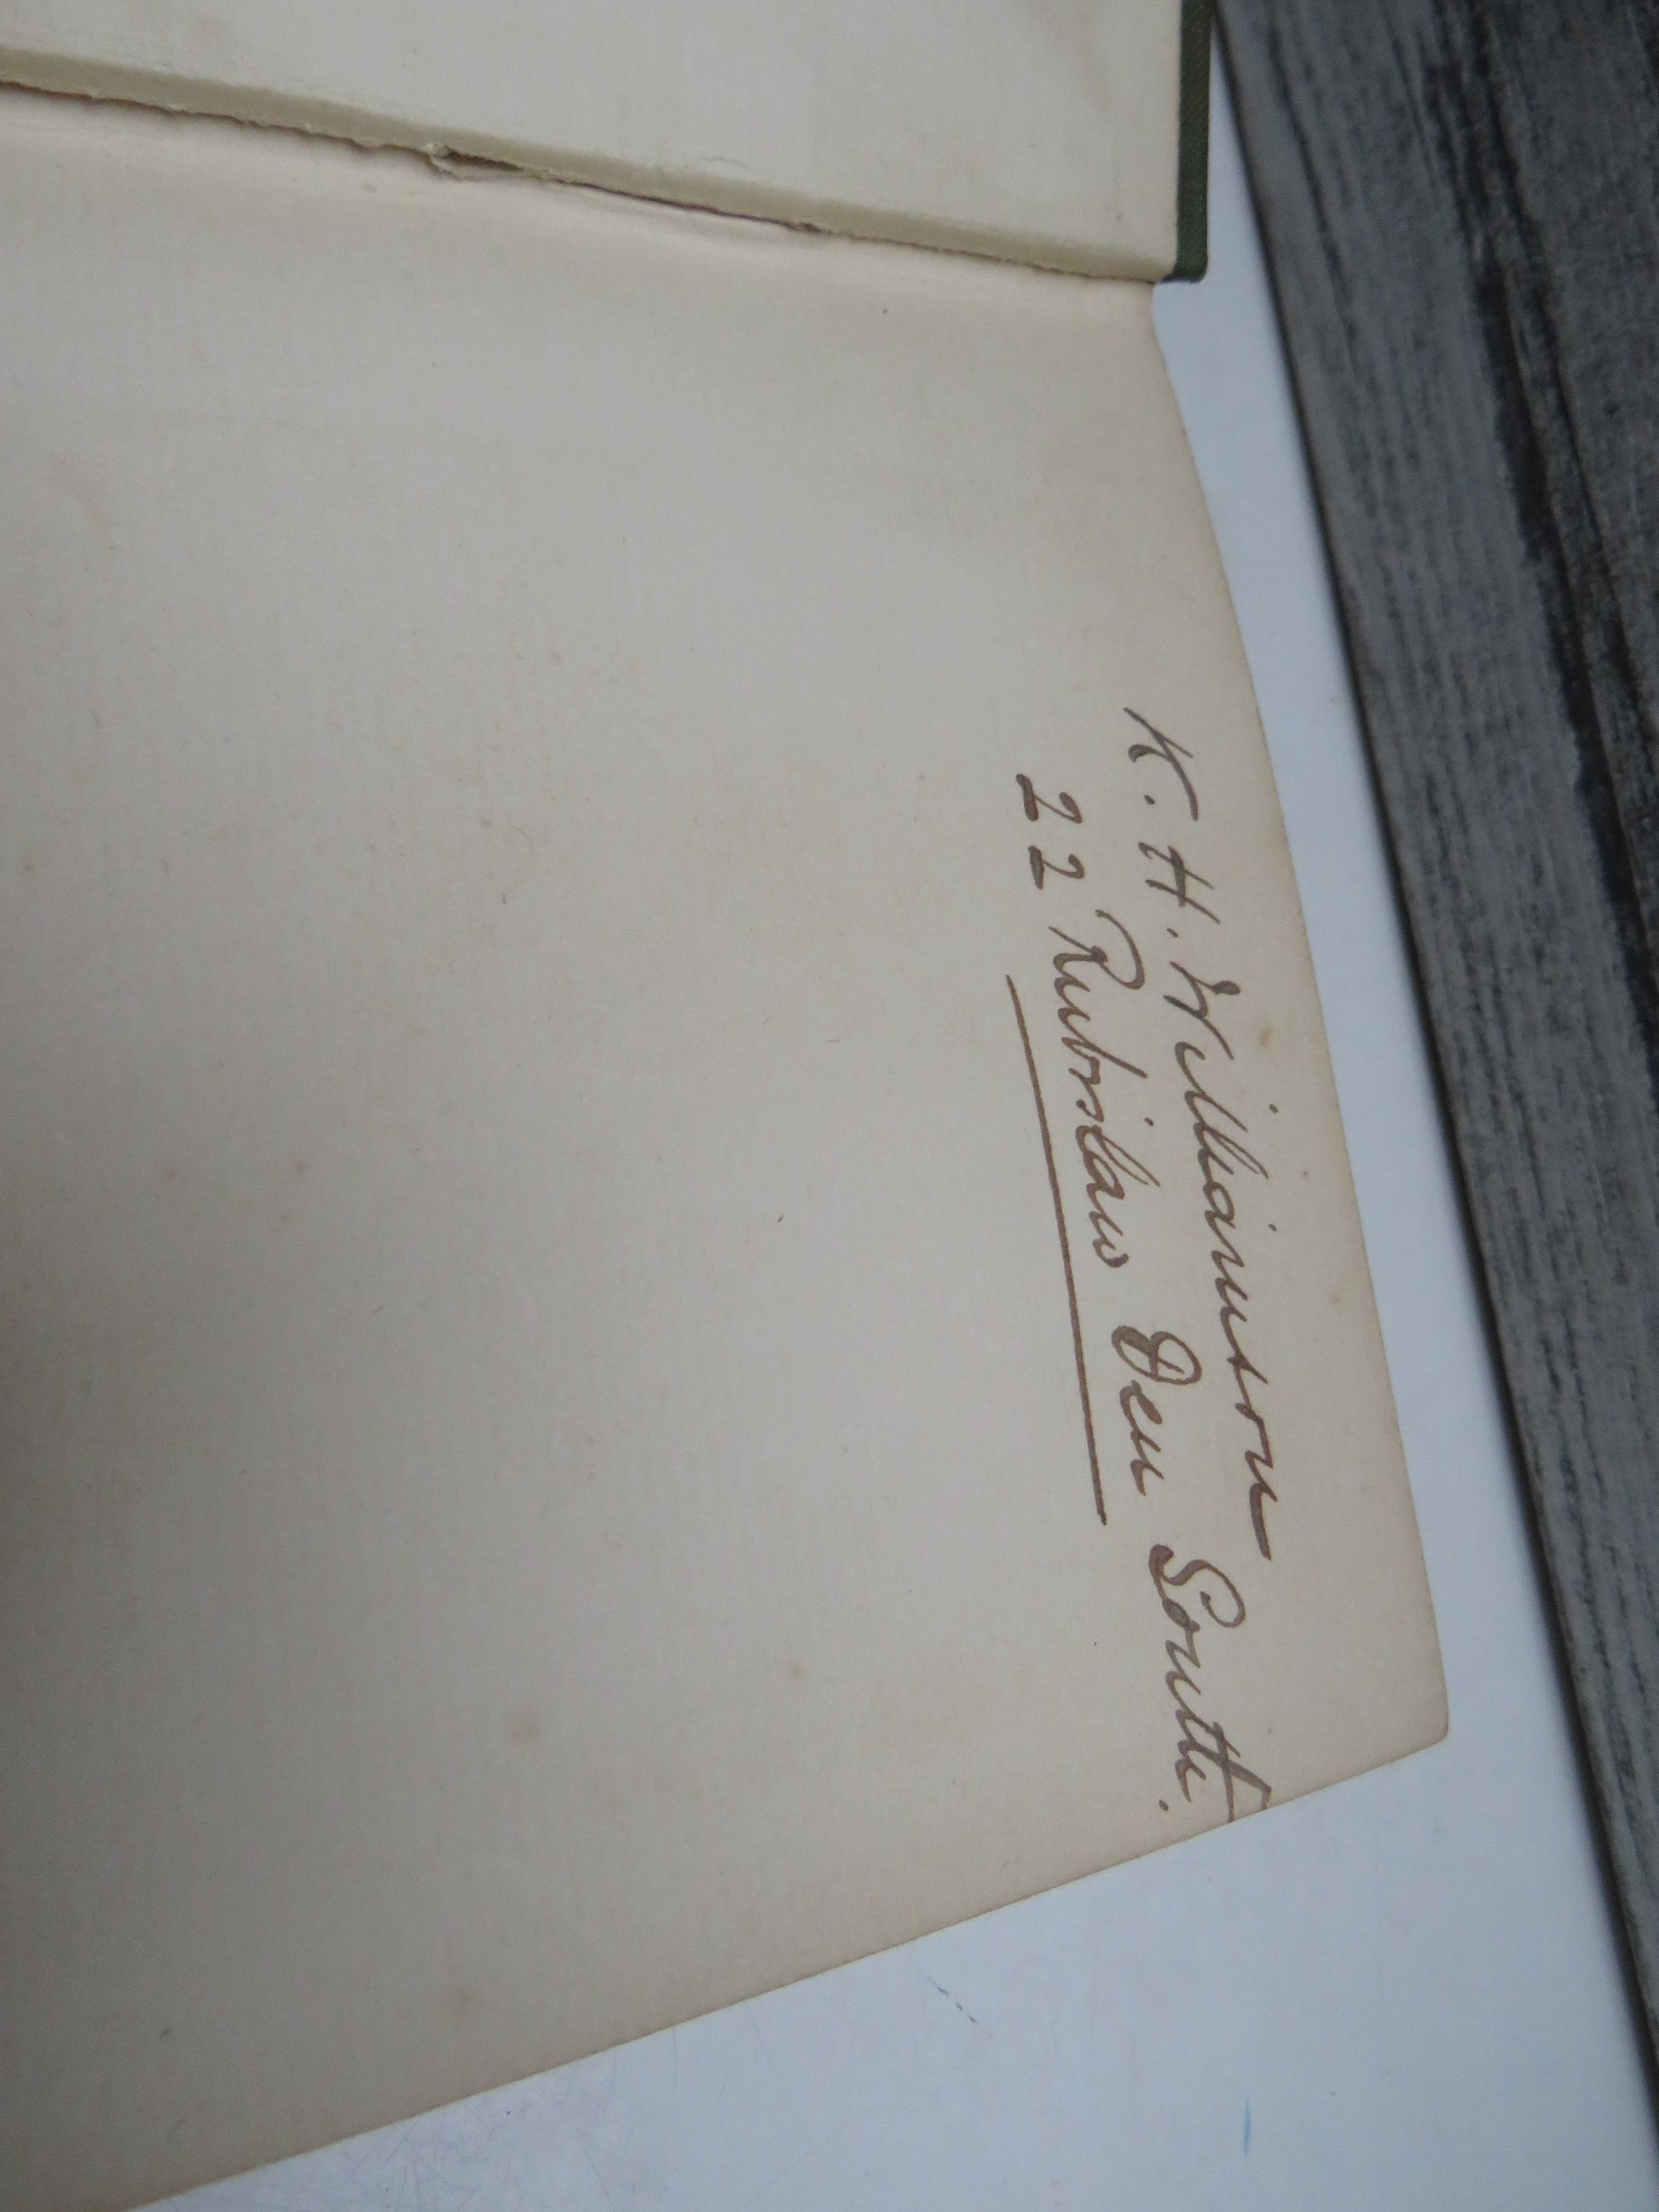 K. H. Williamson
22 Rubislaw Den South.